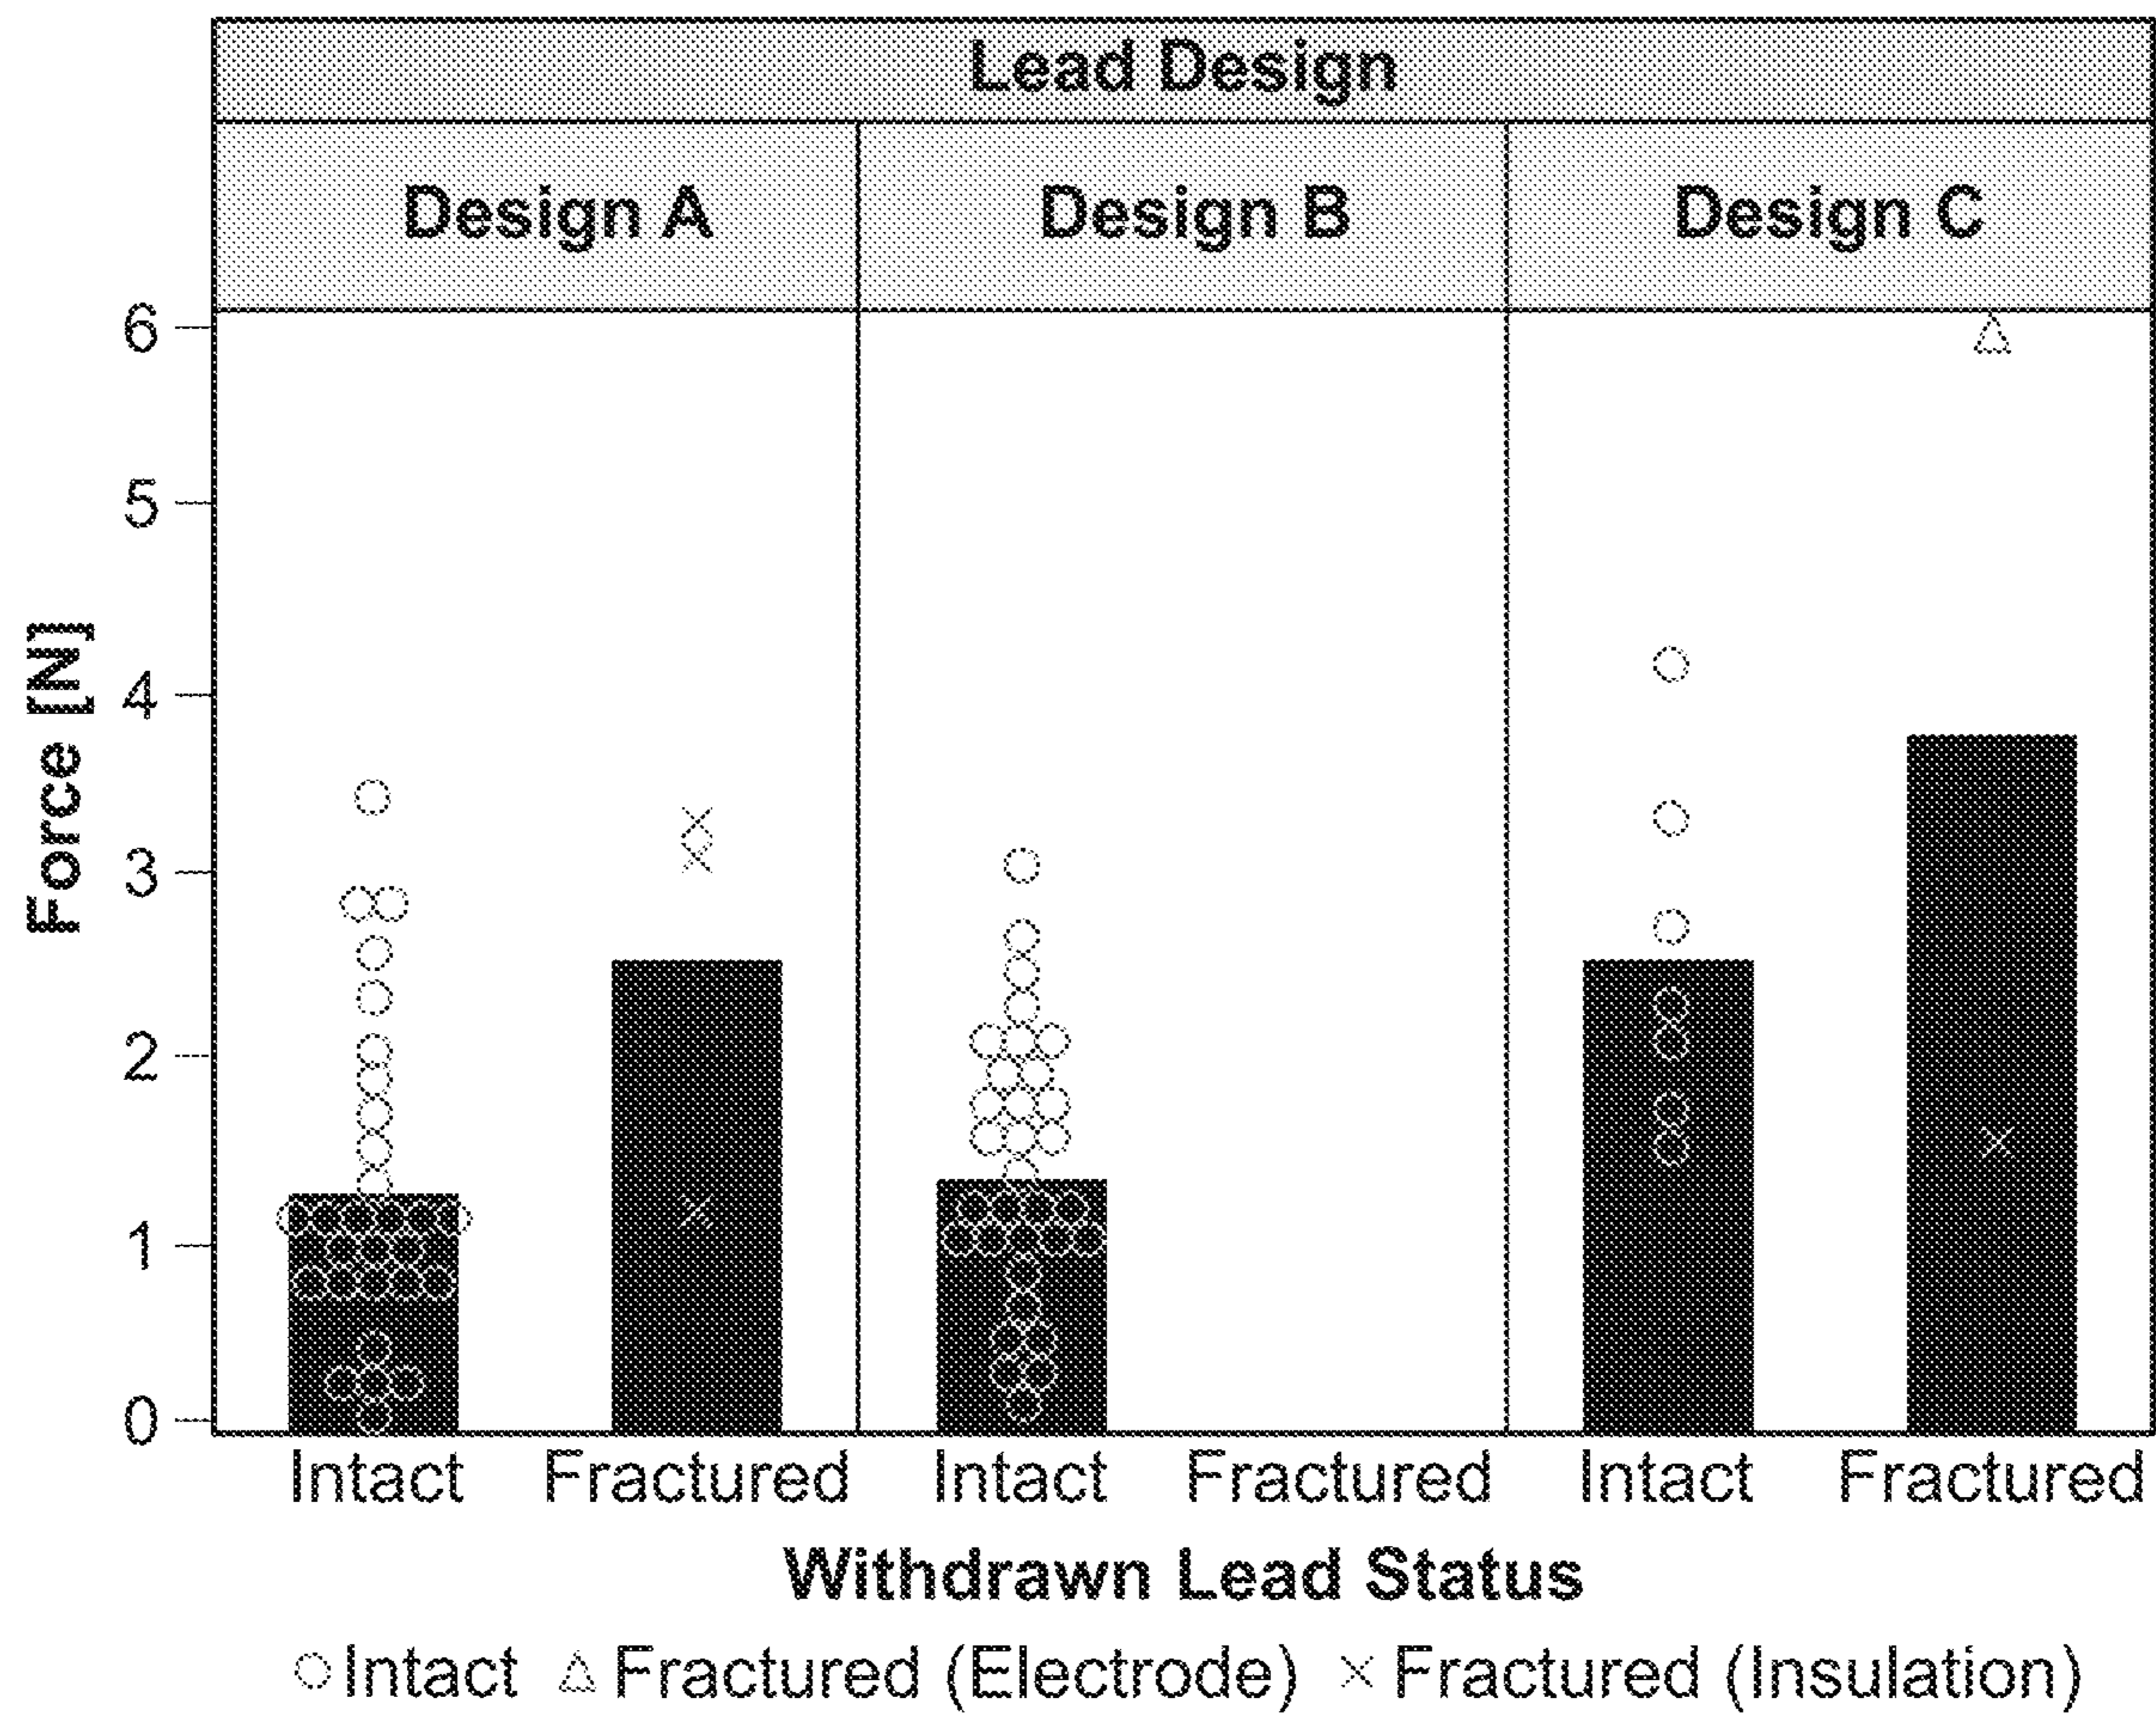 Lead Design
Design A Design B Design C
6
5
4
3
2
1
0
Force [N]
Intact Fractured Intact Fractured Intact Fractured
Withdrawn Lead Status
Intact Fractured (Electrode) Fractured (Insulation)